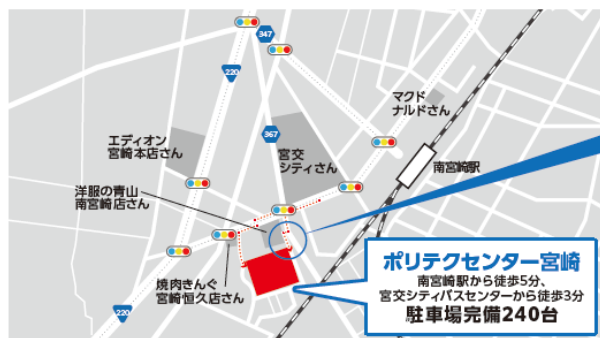 347
220
マクド
ナルドさん
367
エディオン
宮崎本店さん
宮交
シティさん
南宮崎駅
洋服の青山
南宮崎店さん
焼肉きんぐ
宮崎恒久店さん
220
ポリテクセンター宮崎
南宮崎駅から徒歩5分、
宮交シティバスセンターから徒歩3分
駐車場完備240台